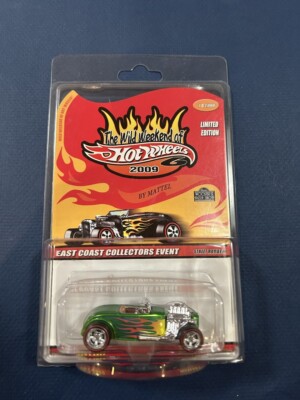 LIMITED
EDITION
The Wild Weekend of
Hot Wheels
2009
BY MATTEL
EAST COAST COLLECTORS EVENT